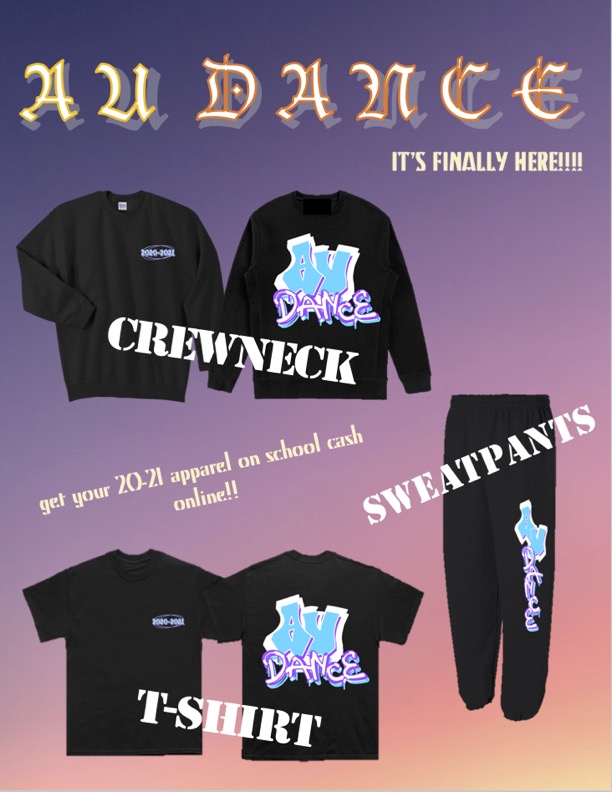 AU DANCE
IT'S FINALLY HERE!!!!
2020-2021
AU
DANCE
CREWNECK
get your 20-21 apparel on school cash
online!!
SWEATPANTS
AU
DANCE
2020-2021
AU
DANCE
T-SHIRT